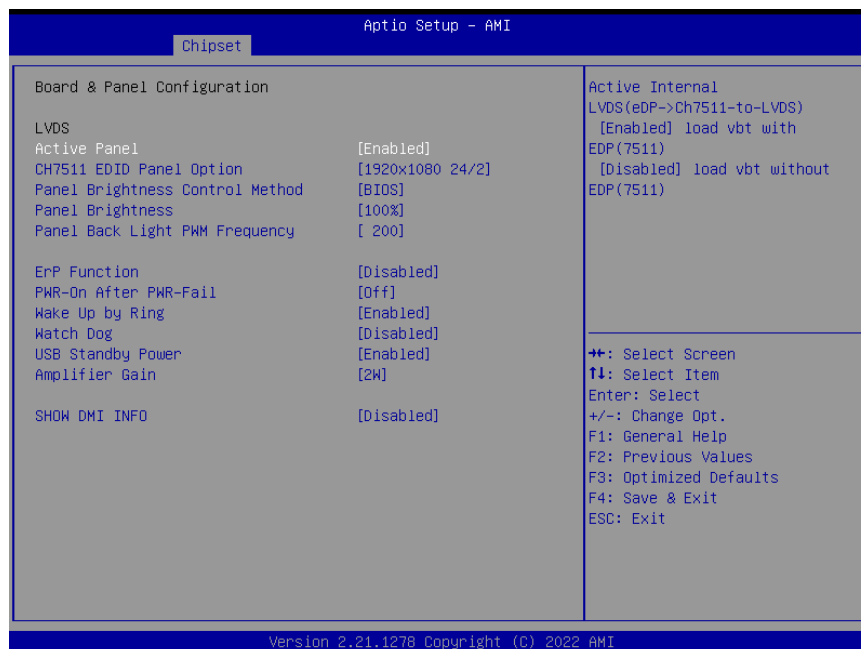 Aptio Setup – AMI
Chipset
Board & Panel Configuration
LVDS
Active Panel [Enabled]
CH7511 EDID Panel Option [1920x1080 24/2]
Panel Brightness Control Method [BIOS]
Panel Brightness [100%]
Panel Back Light PWM Frequency [ 200]
ErP Function [Disabled]
PWR-On After PWR-Fail [Off]
Wake Up by Ring [Enabled]
Watch Dog [Disabled]
USB Standby Power [Enabled]
Amplifier Gain [2W]
SHOW DMI INFO [Disabled]
Active Internal
LVDS(eDP->Ch7511-to-LVDS)
[Enabled] load vbt with
EDP(7511)
[Disabled] load vbt without
EDP(7511)
→←: Select Screen
↑↓: Select Item
Enter: Select
+/-: Change Opt.
F1: General Help
F2: Previous Values
F3: Optimized Defaults
F4: Save & Exit
ESC: Exit
Version 2.21.1278 Copyright (C) 2022 AMI